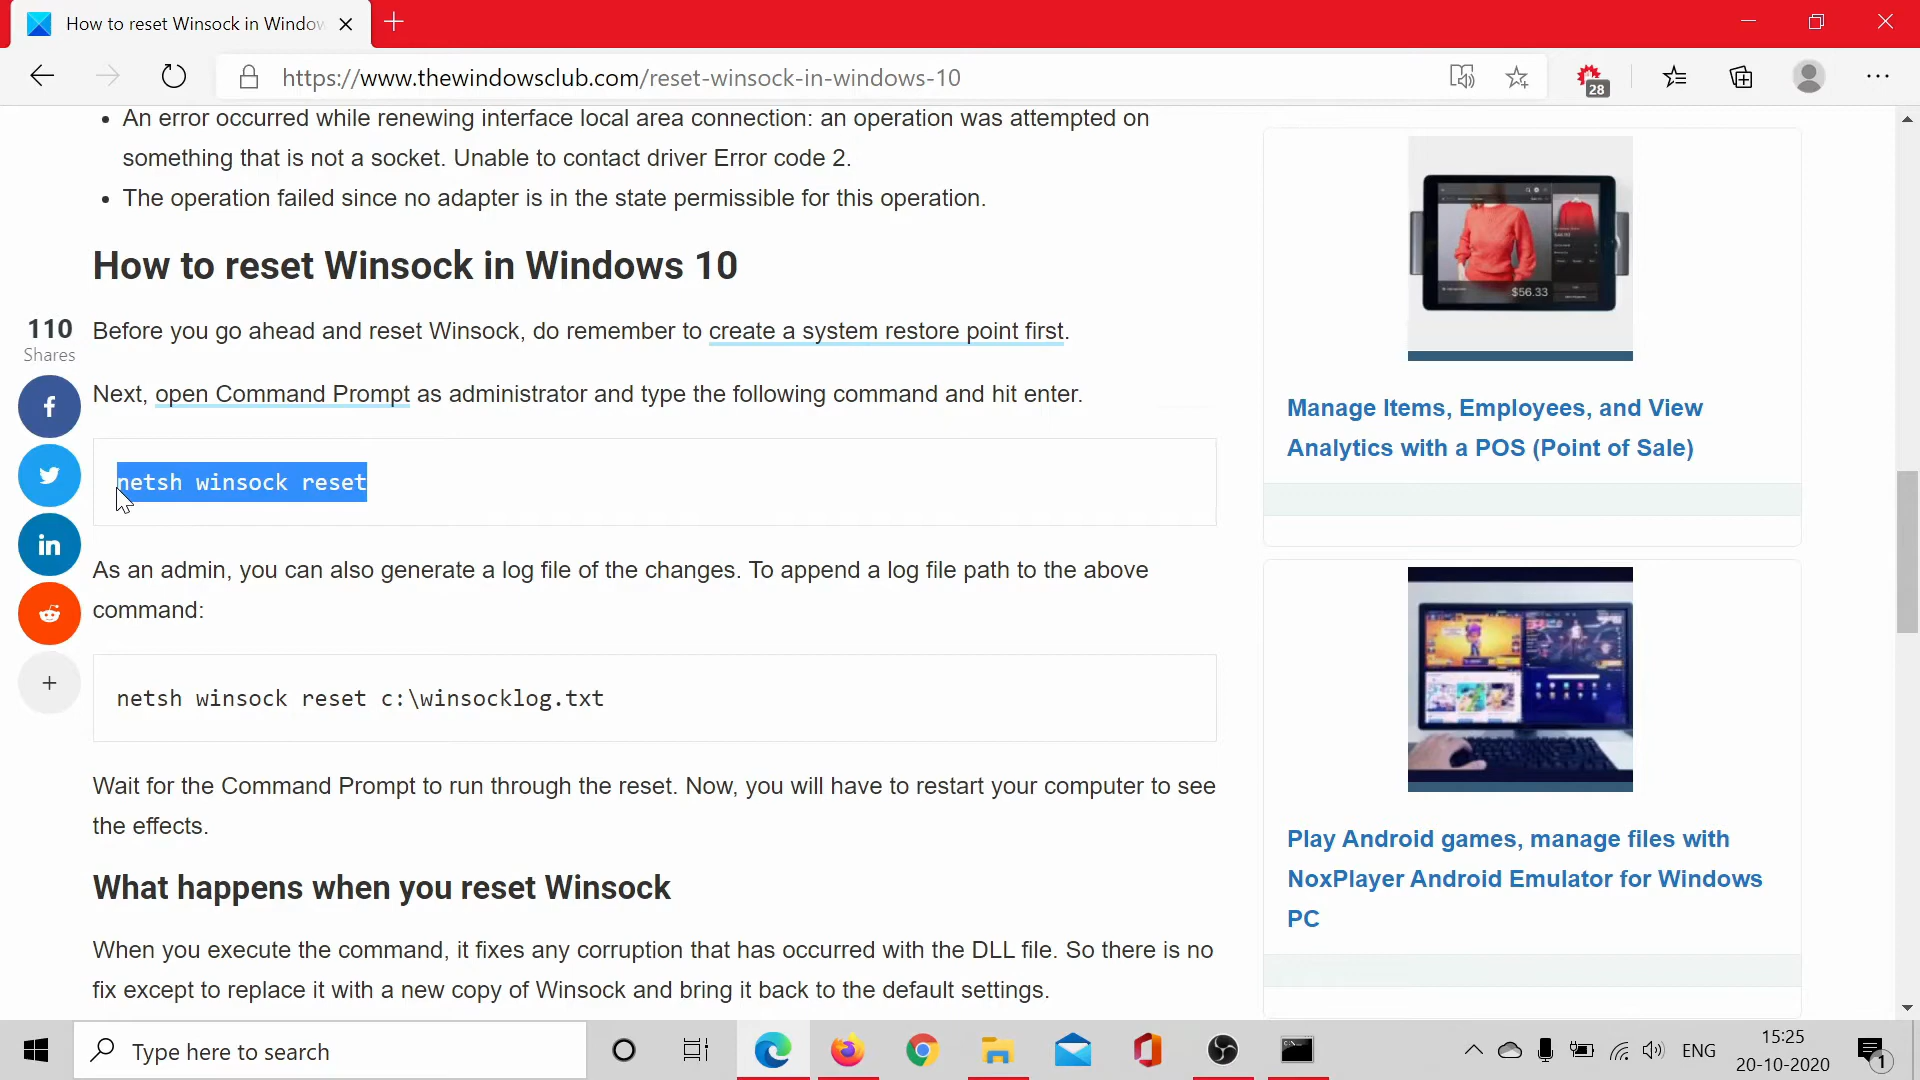 How to reset Winsock in Window
https://www.thewindowsclub.com/reset-winsock-in-windows-10
28
An error occurred while renewing interface local area connection: an operation was attempted on
something that is not a socket. Unable to contact driver Error code 2.
The operation failed since no adapter is in the state permissible for this operation.
How to reset Winsock in Windows 10
110
Shares
Before you go ahead and reset Winsock, do remember to create a system restore point first.
Next, open Command Prompt as administrator and type the following command and hit enter.
netsh winsock reset
As an admin, you can also generate a log file of the changes. To append a log file path to the above
command:
netsh winsock reset c:\winsocklog.txt
Wait for the Command Prompt to run through the reset. Now, you will have to restart your computer to see
the effects.
What happens when you reset Winsock
When you execute the command, it fixes any corruption that has occurred with the DLL file. So there is no
fix except to replace it with a new copy of Winsock and bring it back to the default settings.
$56.33
Manage Items, Employees, and View
Analytics with a POS (Point of Sale)
Play Android games, manage files with
NoxPlayer Android Emulator for Windows
PC
Type here to search
ENG
15:25
20-10-2020
1